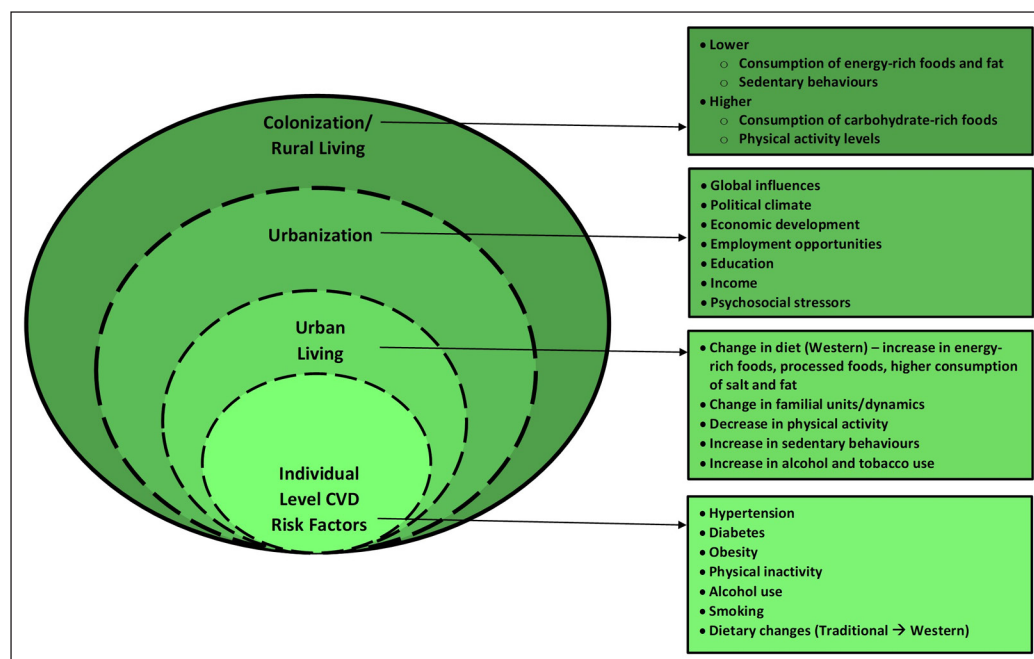 Colonization/
Rural Living
Urbanization
Urban
Living
Individual
Level CVD
Risk Factors
• Lower
o Consumption of energy-rich foods and fat
o Sedentary behaviours
• Higher
o Consumption of carbohydrate-rich foods
o Physical activity levels
• Global influences
• Political climate
• Economic development
• Employment opportunities
• Education
• Income
• Psychosocial stressors
• Change in diet (Western) – increase in energy-
rich foods, processed foods, higher consumption
of salt and fat
• Change in familial units/dynamics
• Decrease in physical activity
• Increase in sedentary behaviours
• Increase in alcohol and tobacco use
• Hypertension
• Diabetes
• Obesity
• Physical inactivity
• Alcohol use
• Smoking
• Dietary changes (Traditional → Western)